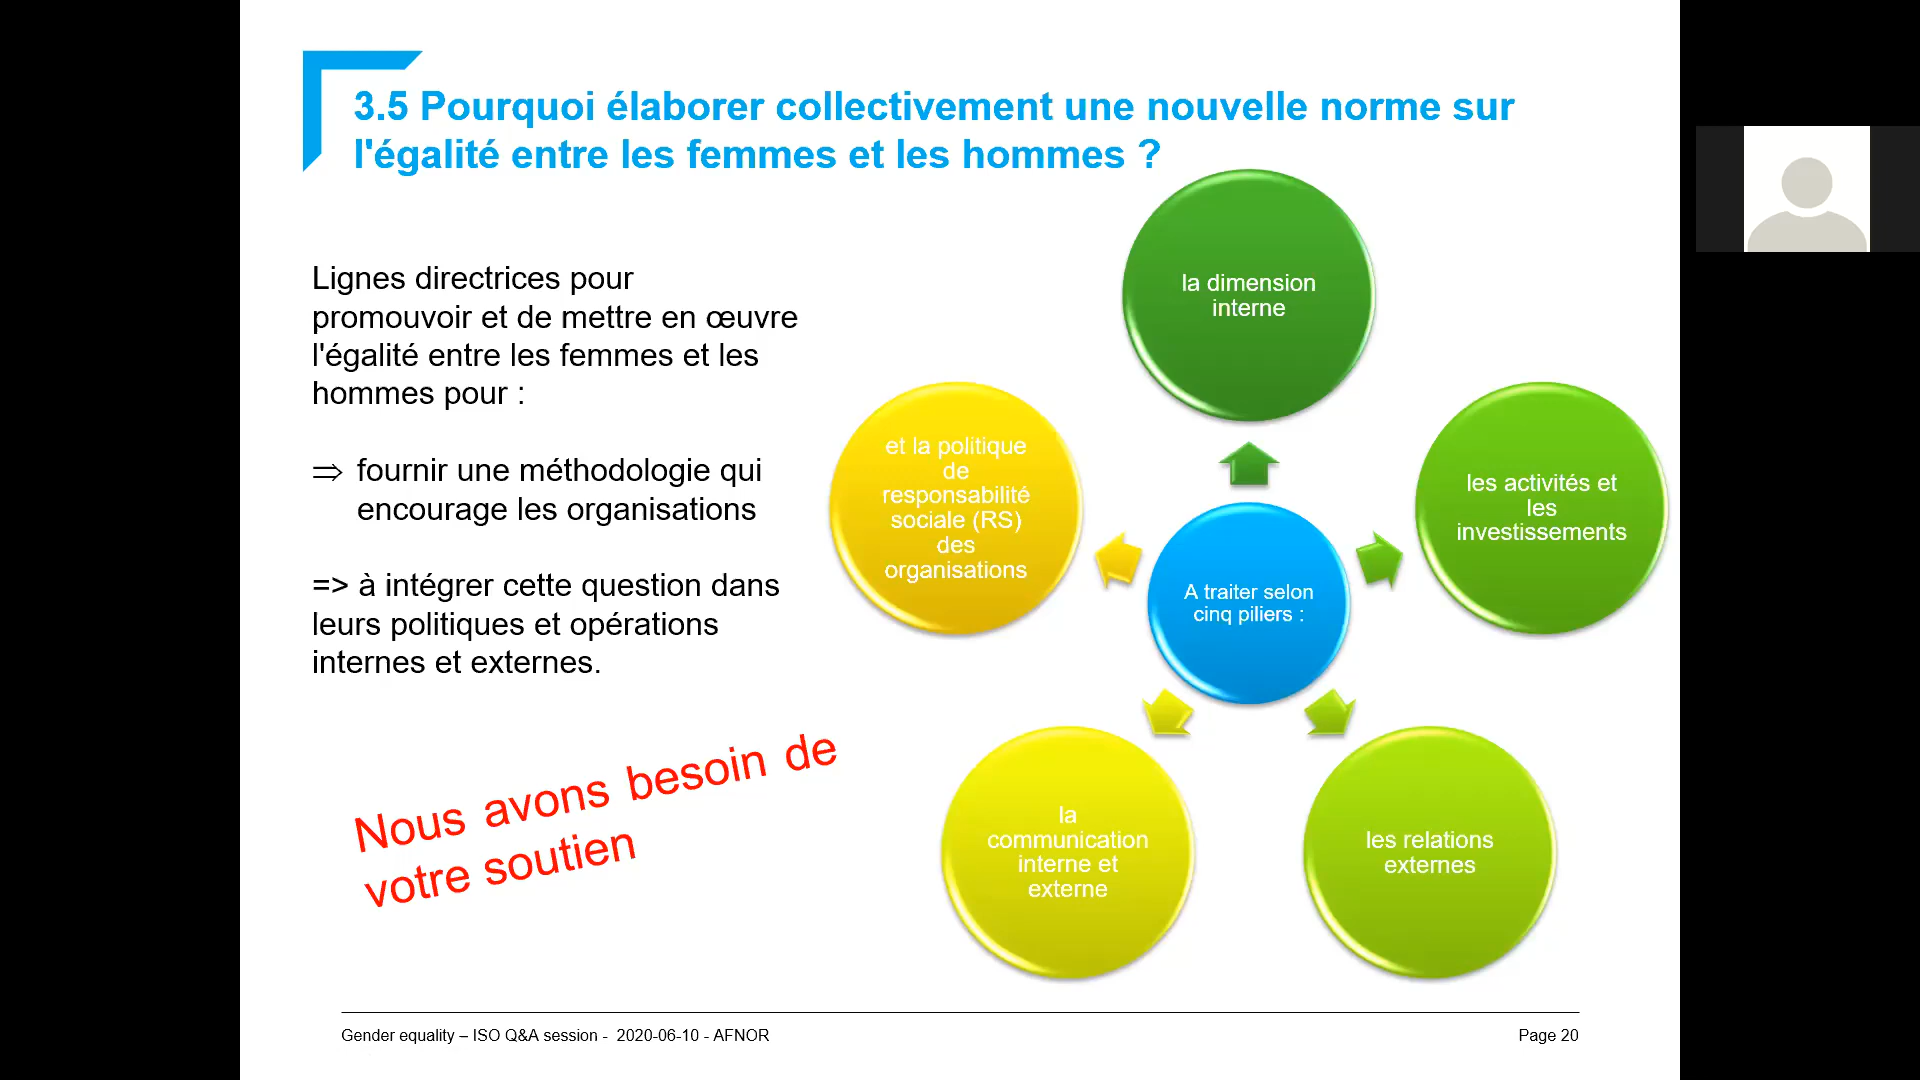 3.5 Pourquoi élaborer collectivement une nouvelle norme sur
l'égalité entre les femmes et les hommes ?
Lignes directrices pour
promouvoir et de mettre en œuvre
l'égalité entre les femmes et les
hommes pour :
⇒ fournir une méthodologie qui
encourage les organisations
=> à intégrer cette question dans
leurs politiques et opérations
internes et externes.
Nous avons besoin de
votre soutien
la dimension
interne
les activités et
les
investissements
les relations
externes
la
communication
interne et
externe
et la politique
de
responsabilité
sociale (RS)
des
organisations
A traiter selon
cinq piliers :
Gender equality – ISO Q&A session - 2020-06-10 - AFNOR
Page 20